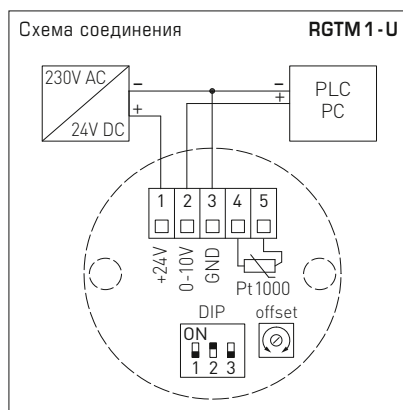 Схема соединения RGTM 1 - U
230V AC
24V DC
−
+
−
+
PLC
PC
1 2 3 4 5
+24V
0-10V
GND
Pt1000
DIP
offset
ON
1 2 3